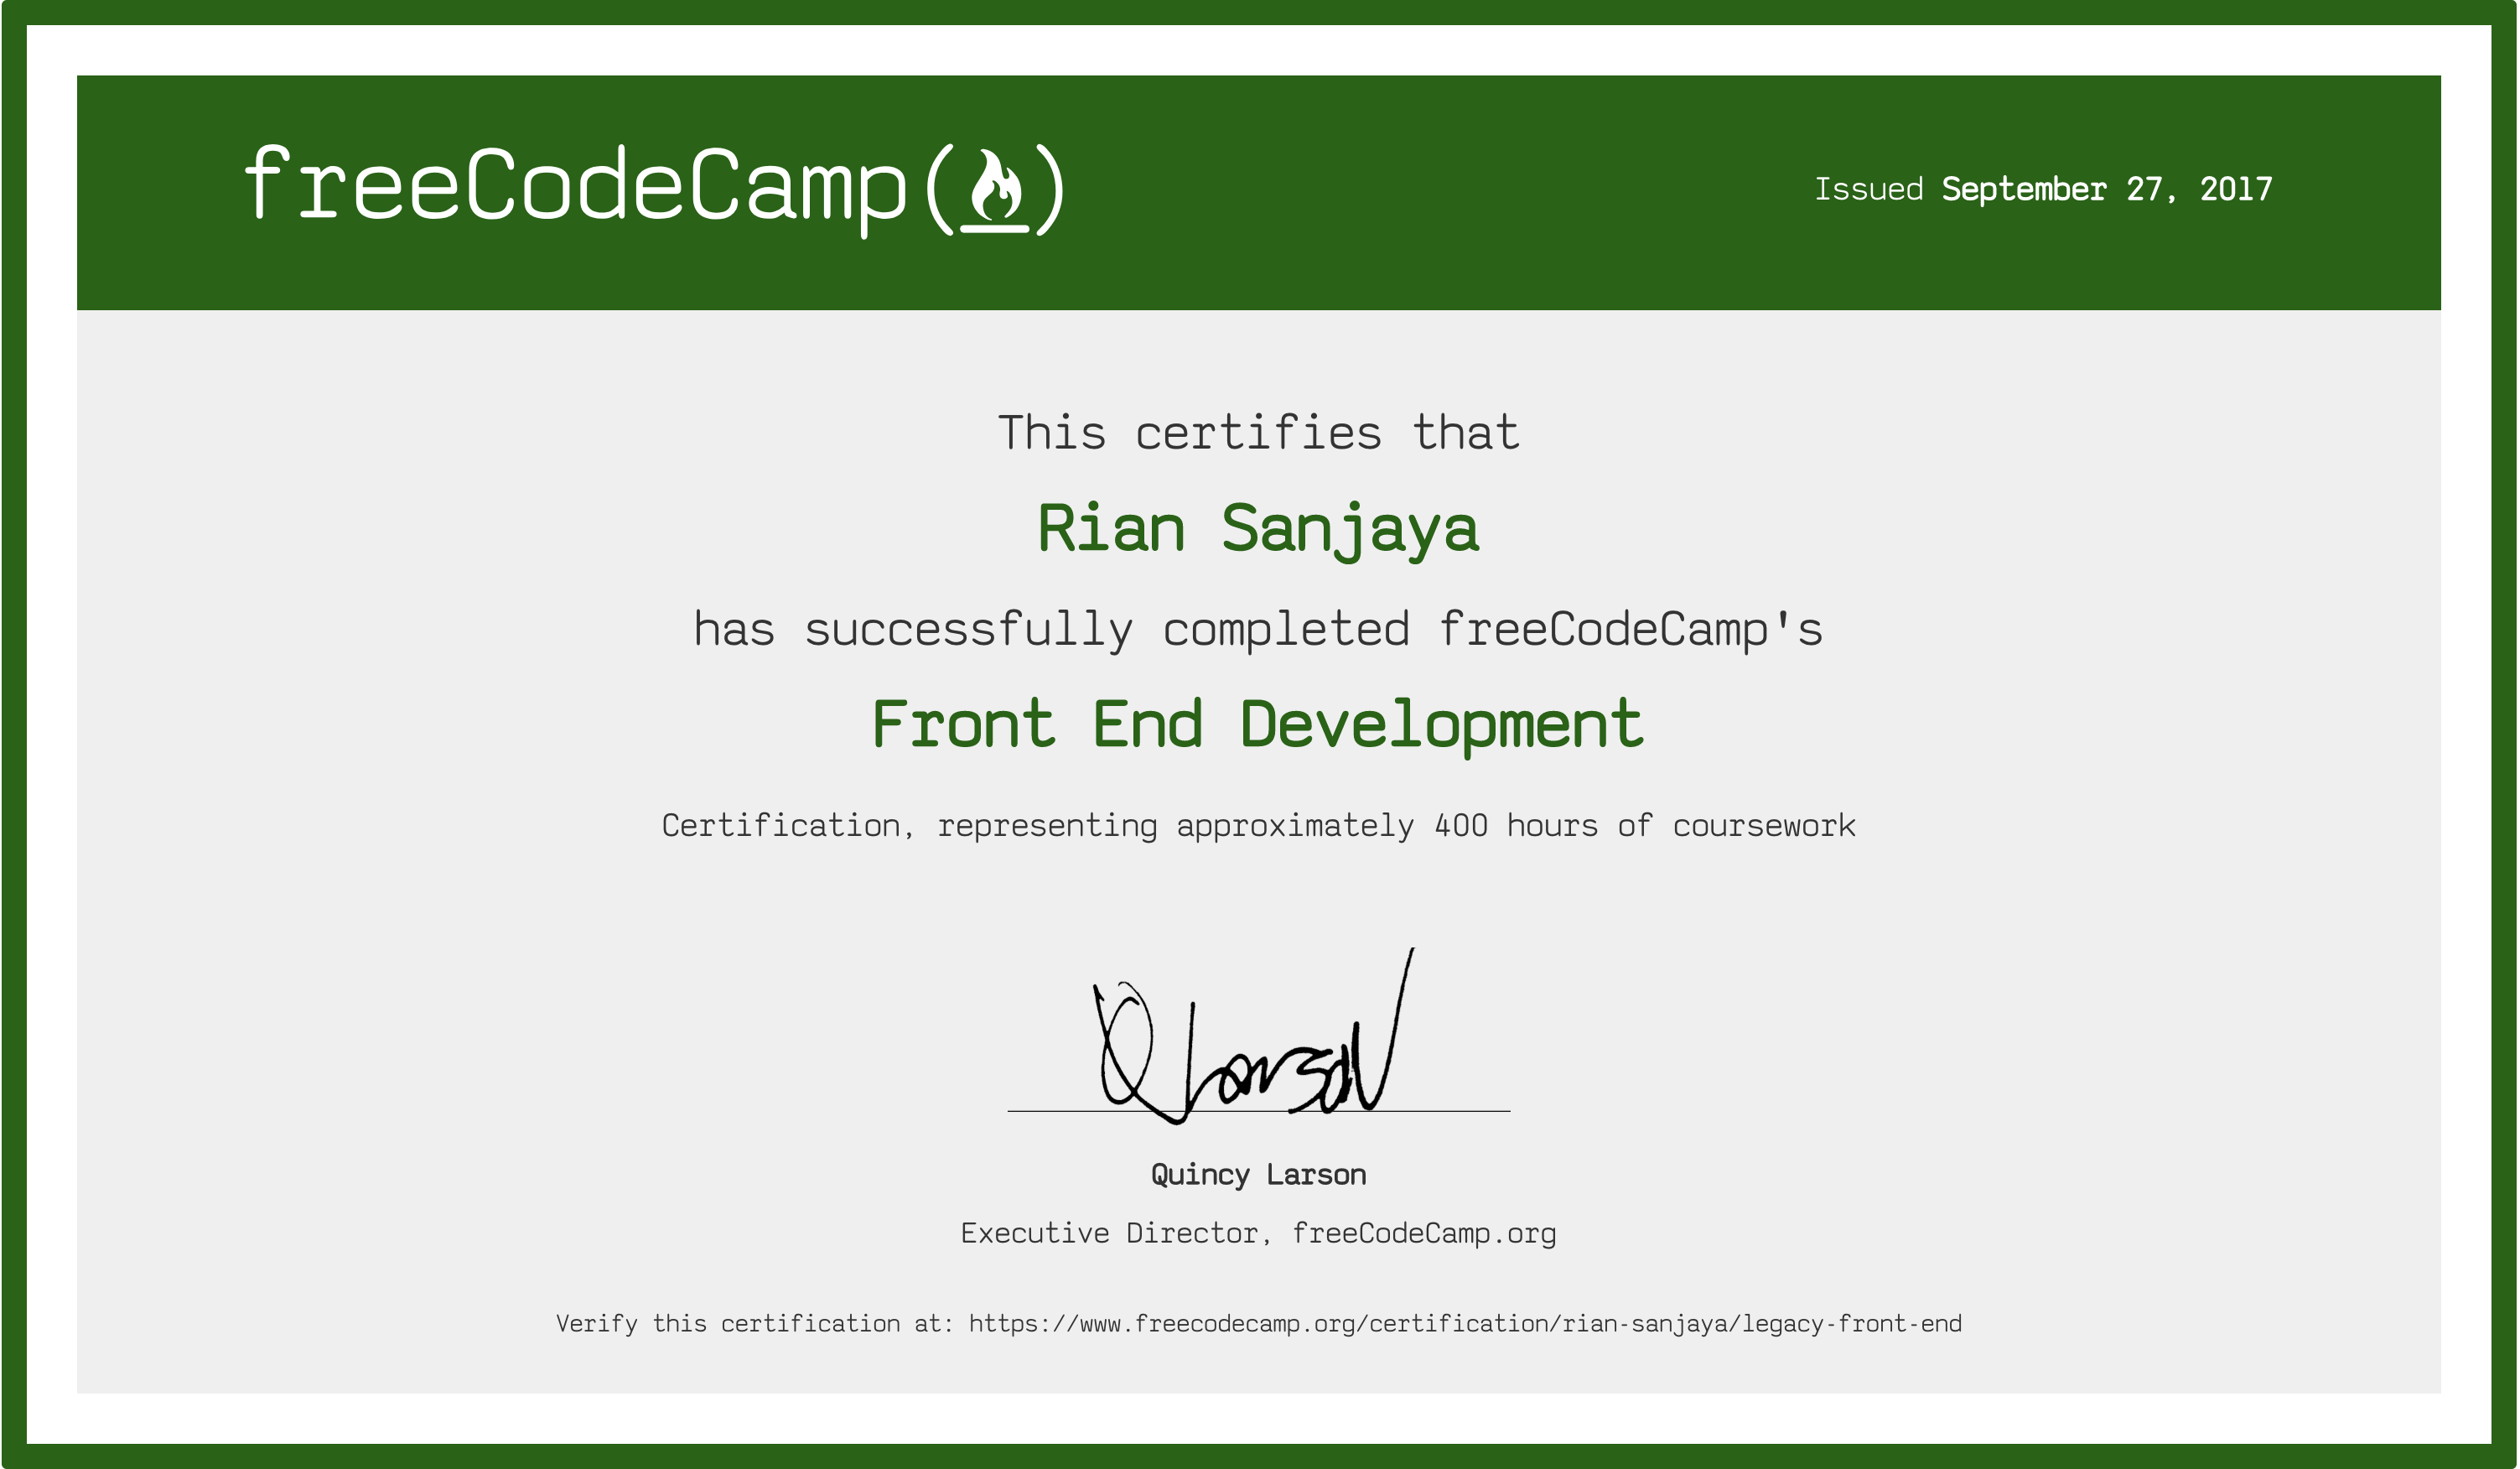 freeCodeCamp(🔥)
Issued September 27, 2017
This certifies that
Rian Sanjaya
has successfully completed freeCodeCamp's
Front End Development
Certification, representing approximately 400 hours of coursework
QLarson
Quincy Larson
Executive Director, freeCodeCamp.org
Verify this certification at: https://www.freecodecamp.org/certification/rian-sanjaya/legacy-front-end